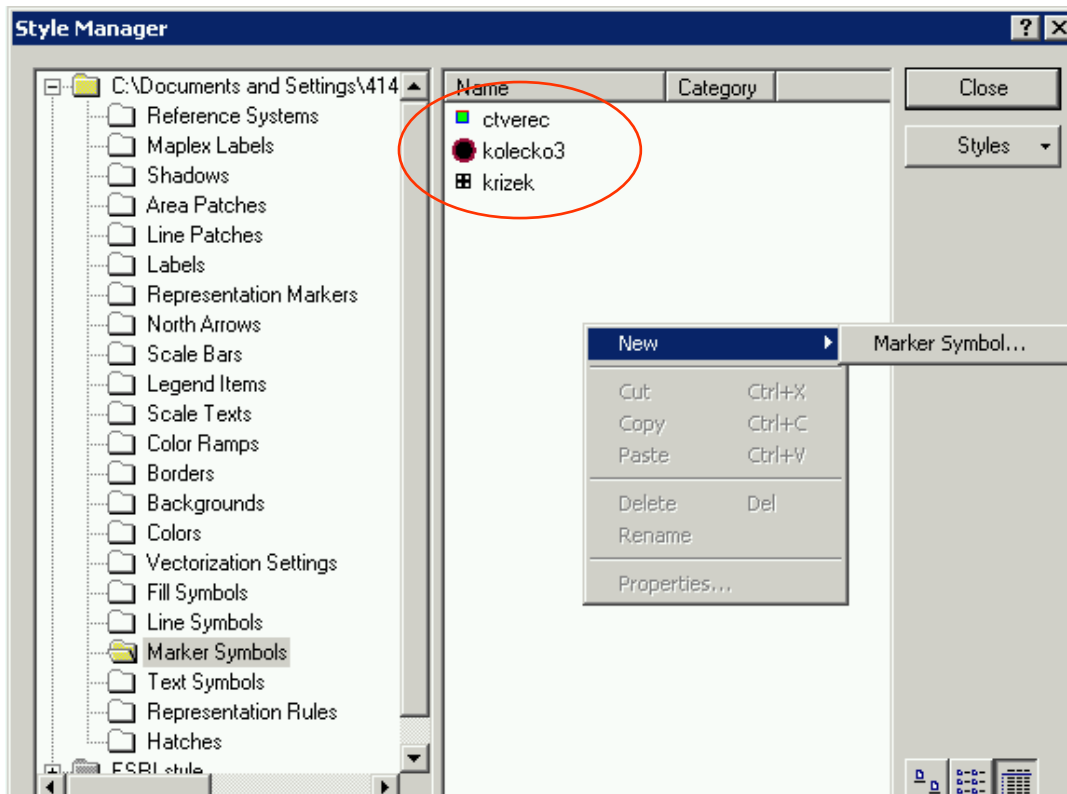 Style Manager
C:\Documents and Settings\414
Reference Systems
Maplex Labels
Shadows
Area Patches
Line Patches
Labels
Representation Markers
North Arrows
Scale Bars
Legend Items
Scale Texts
Color Ramps
Borders
Backgrounds
Colors
Vectorization Settings
Fill Symbols
Line Symbols
Marker Symbols
Text Symbols
Representation Rules
Hatches
ESRI style
Name Category
ctverec
kolecko3
krizek
New
Cut Ctrl+X
Copy Ctrl+C
Paste Ctrl+V
Delete Del
Rename
Properties...
Marker Symbol...
Close
Styles